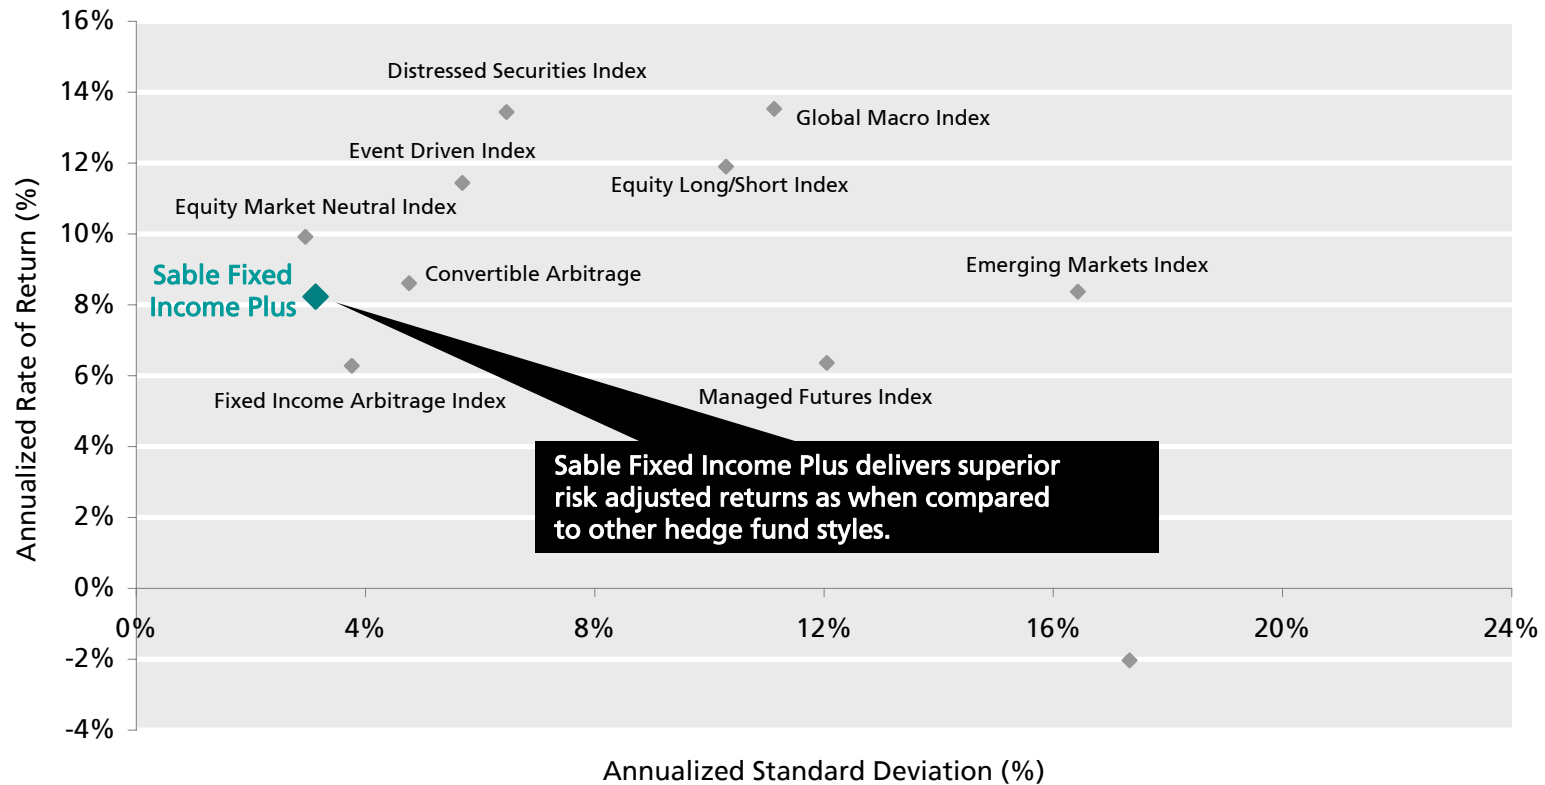 16%
Distressed Securities Index
14%
Global Macro Index
Event Driven Index
12%
Equity Long/Short Index
Equity Market Neutral Index
10%
Sable Fixed
Income Plus
Convertible Arbitrage
Emerging Markets Index
8%
6%
Fixed Income Arbitrage Index
Managed Futures Index
4%
Sable Fixed Income Plus delivers superior
risk adjusted returns as when compared
to other hedge fund styles.
2%
0%
0% 4% 8% 12% 16% 20% 24%
-2%
-4%
Annualized Rate of Return (%)
Annualized Standard Deviation (%)